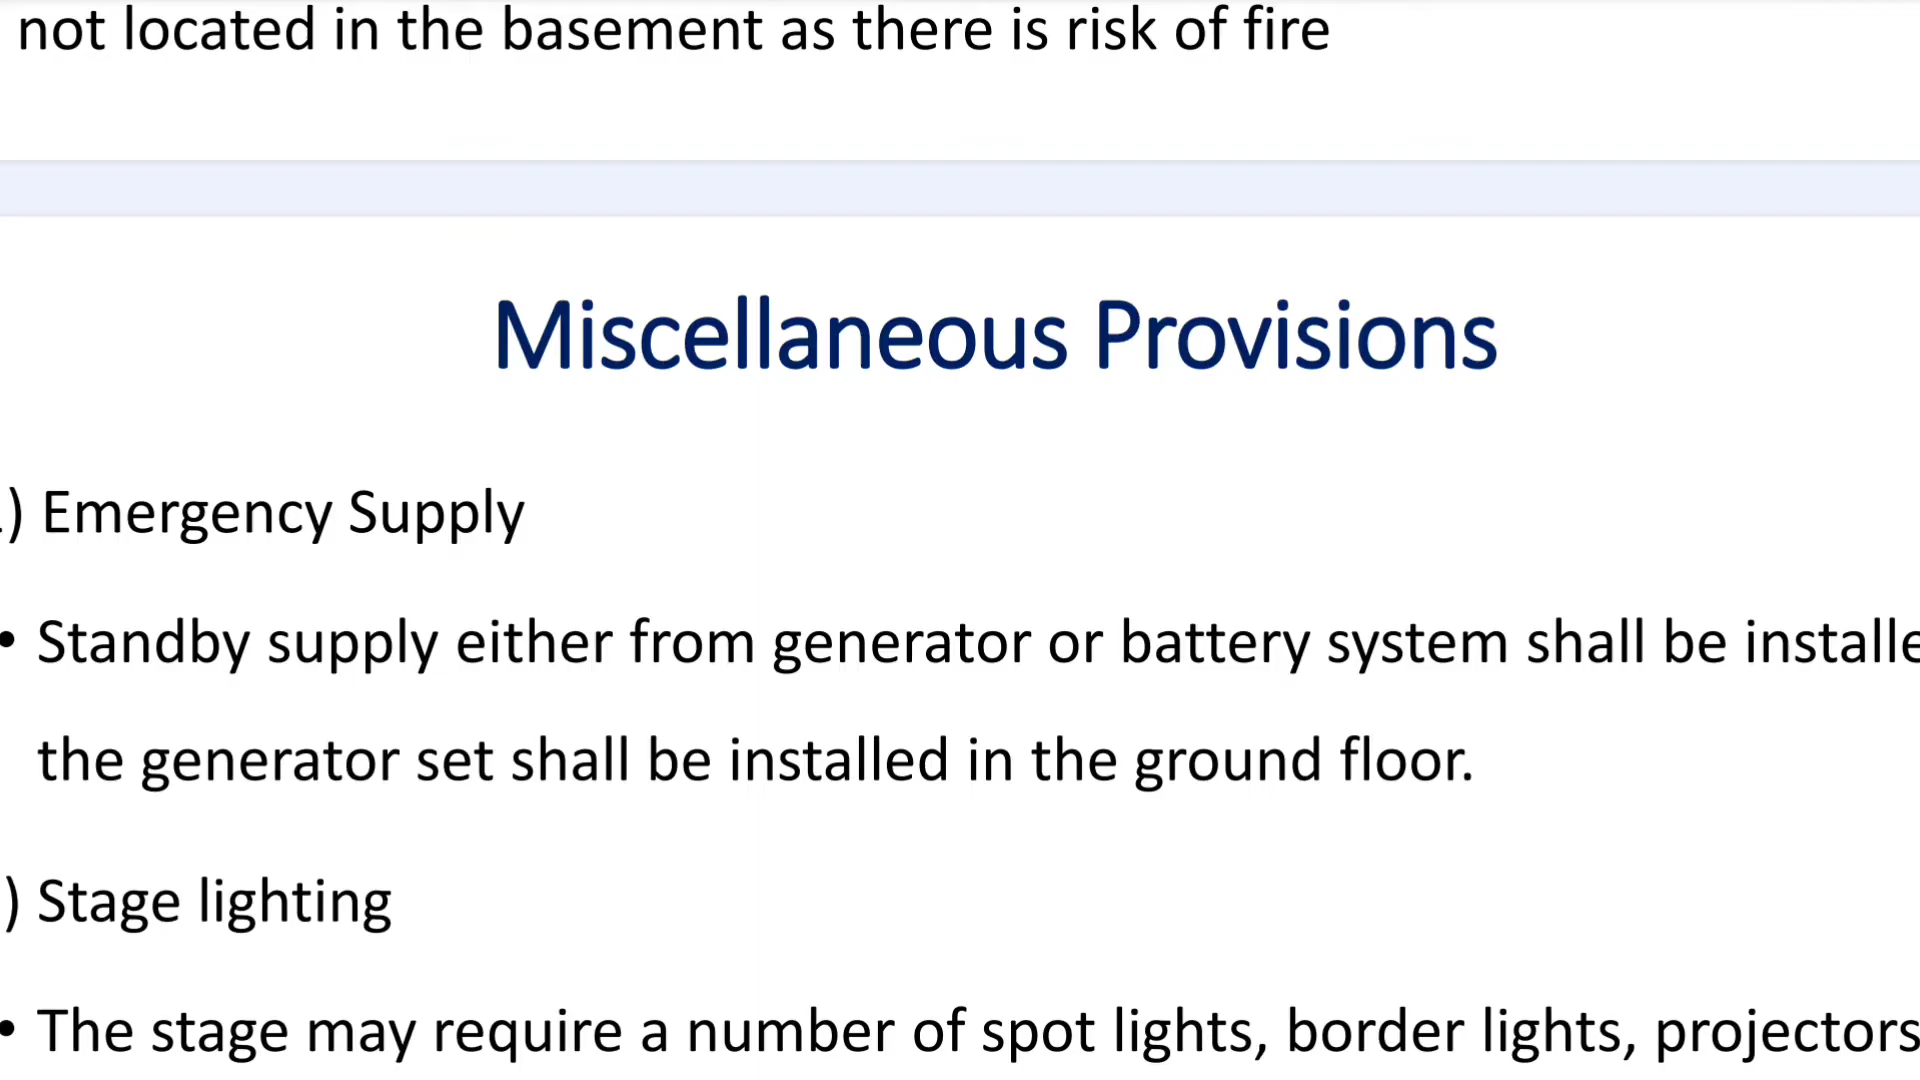 not located in the basement as there is risk of fire
Miscellaneous Provisions
) Emergency Supply
• Standby supply either from generator or battery system shall be installe
the generator set shall be installed in the ground floor.
) Stage lighting
• The stage may require a number of spot lights, border lights, projectors